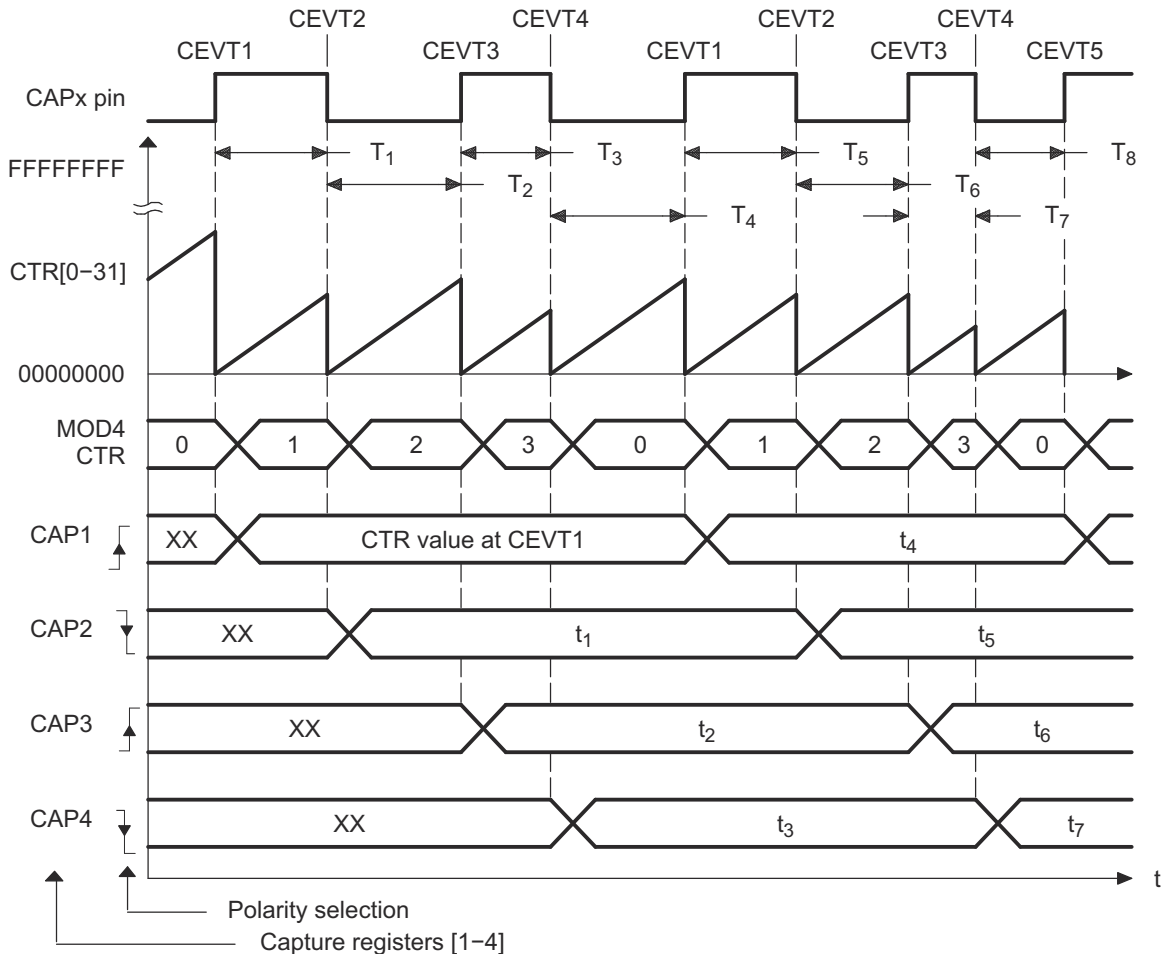 CEVT2 CEVT4 CEVT2 CEVT4
CEVT1 CEVT3 CEVT1 CEVT3 CEVT5
CAPx pin
T1 T3 T5 T8
FFFFFFFF
T2 T6
T4 T7
CTR[0−31]
00000000
MOD4
CTR
0 1 2 3 0 1 2 3 0
CAP1 XX CTR value at CEVT1 t4
CAP2 XX t1 t5
CAP3 XX t2 t6
CAP4 XX t3 t7
t
Polarity selection
Capture registers [1−4]